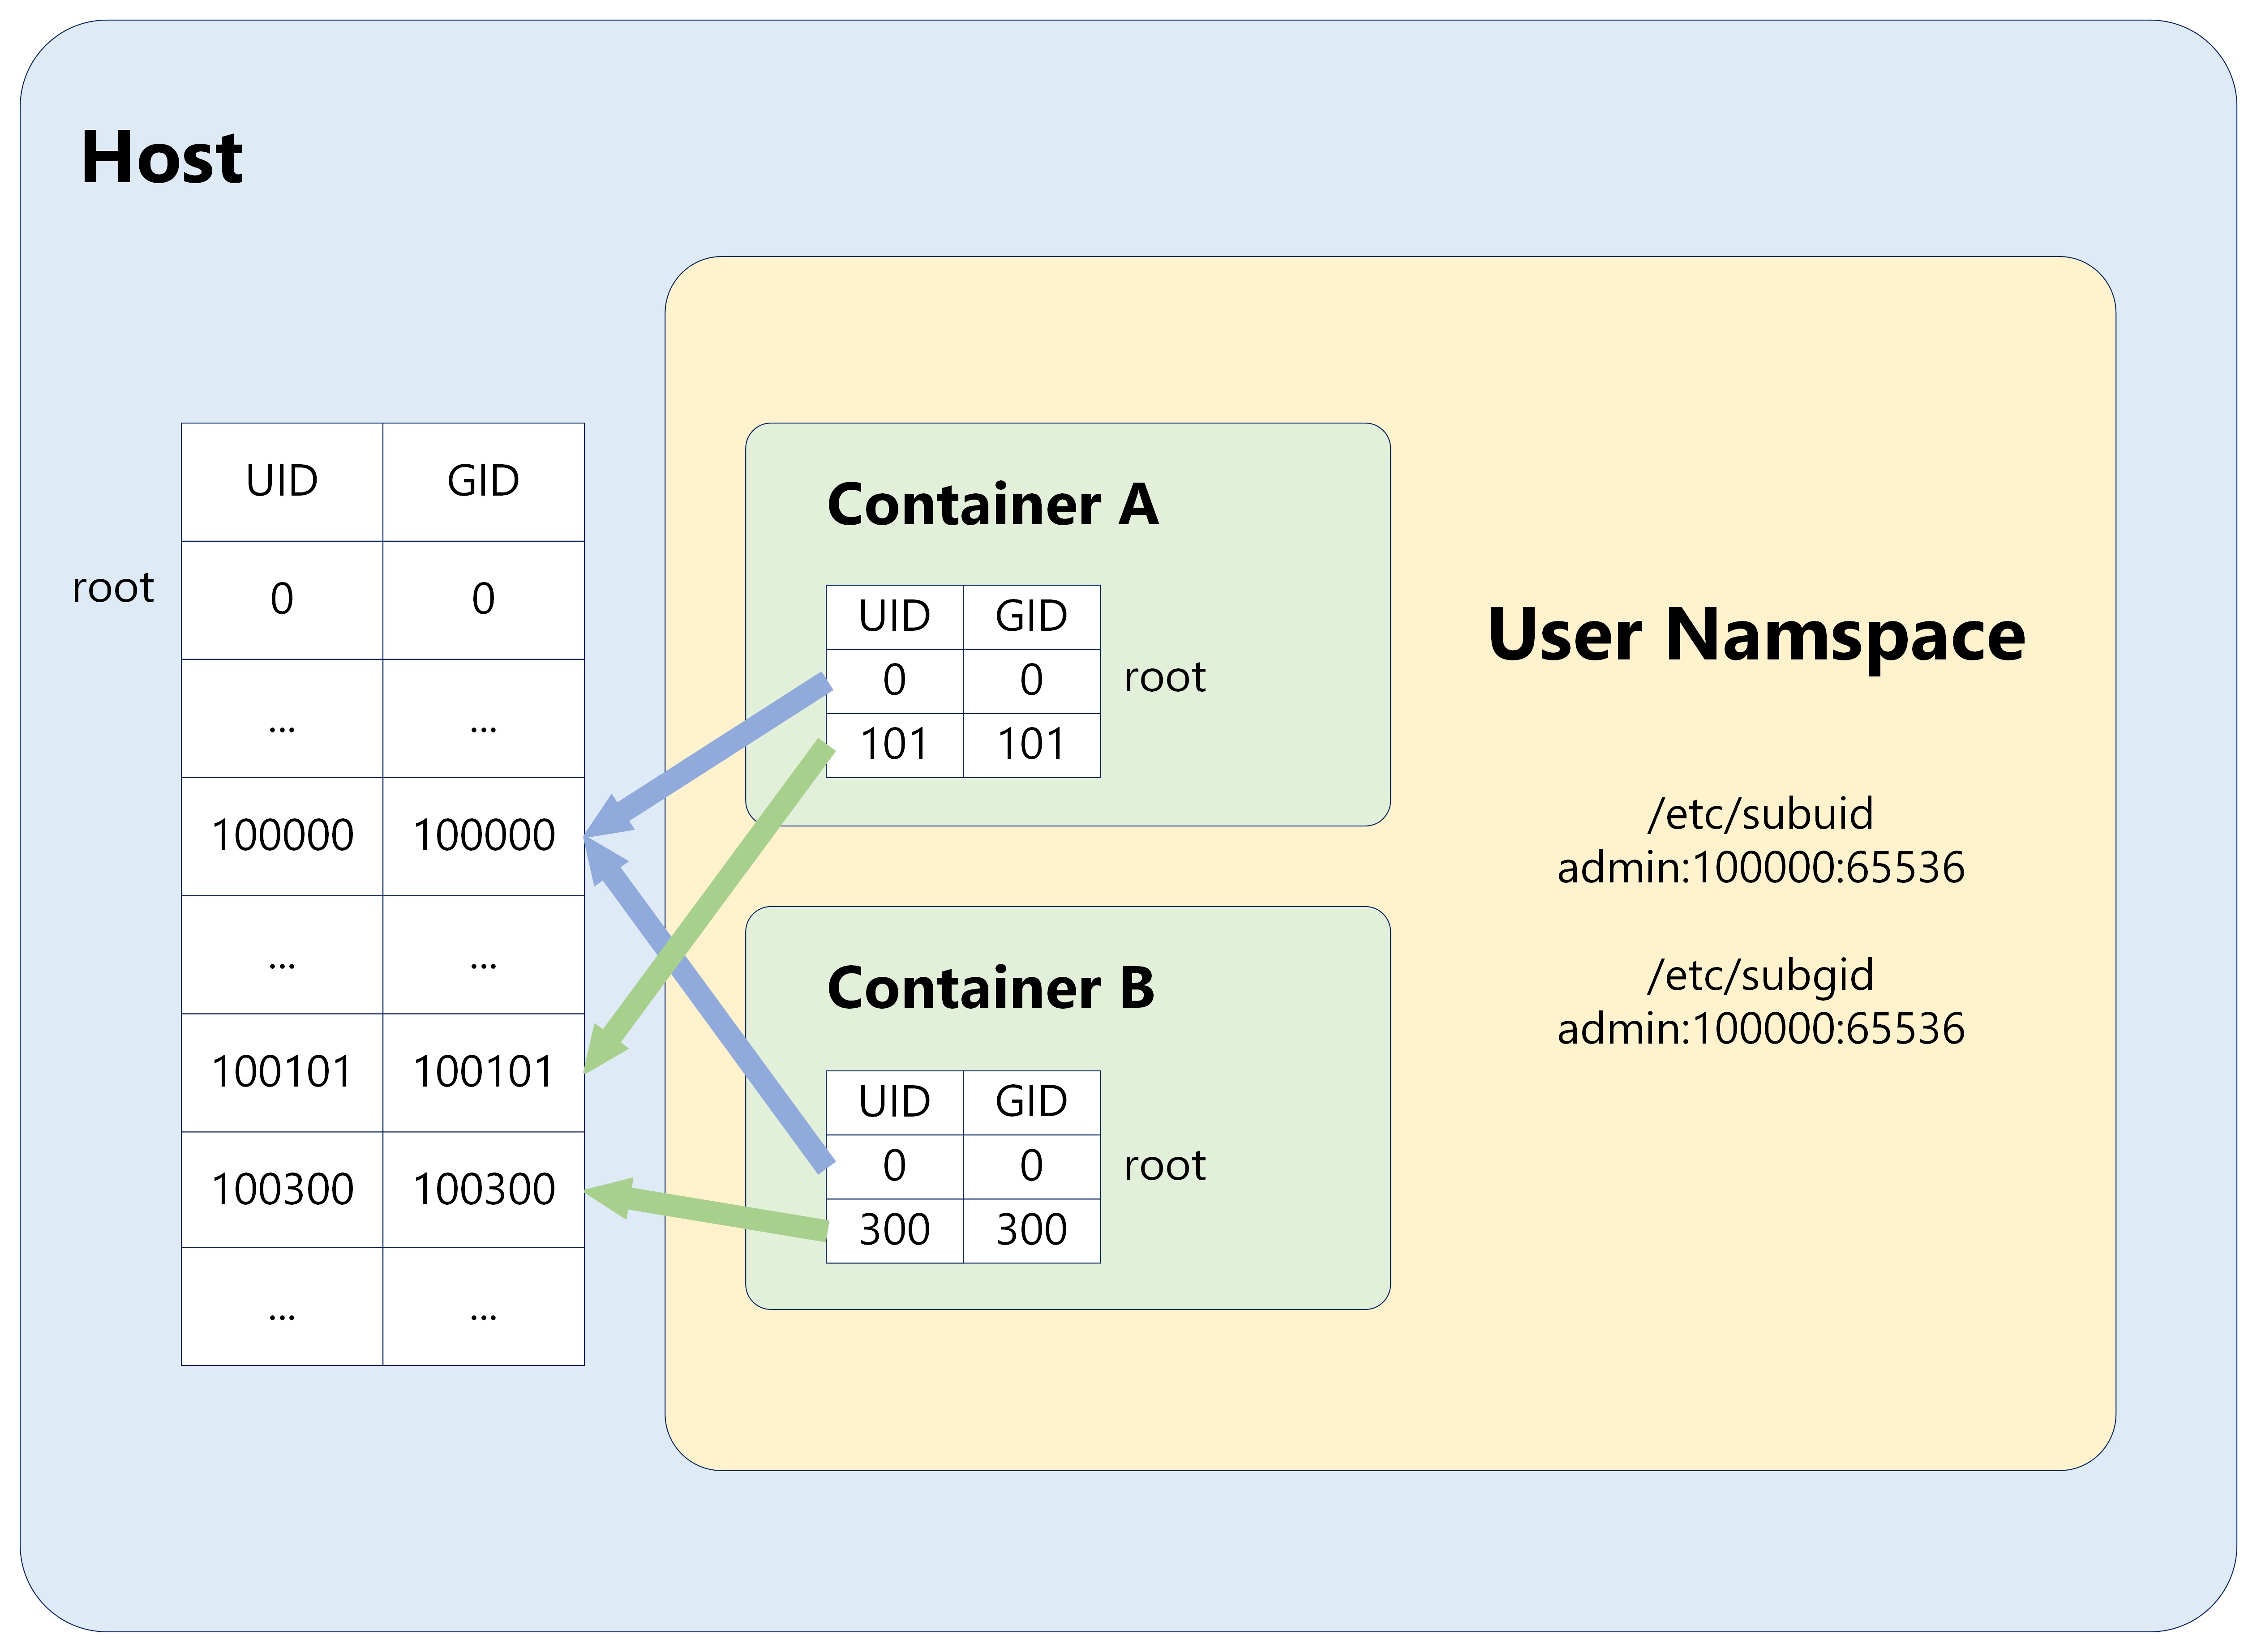 Host
root
UID GID
0 0
... ...
100000 100000
... ...
100101 100101
100300 100300
... ...
Container A
UID GID
0 0
101 101
root
Container B
UID GID
0 0
300 300
root
User Namspace
/etc/subuid
admin:100000:65536
/etc/subgid
admin:100000:65536